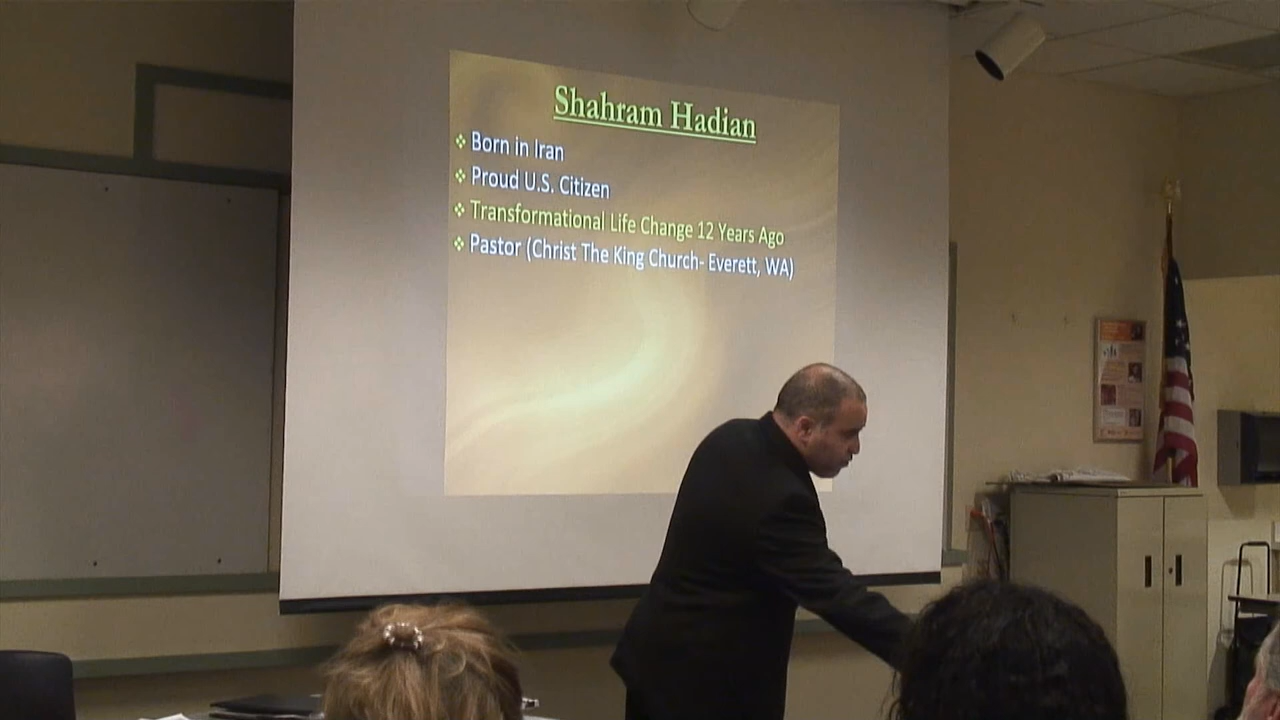 Shahram Hadian
❖ Born in Iran
❖ Proud U.S. Citizen
❖ Transformational Life Change 12 Years Ago
❖ Pastor (Christ The King Church- Everett, WA)